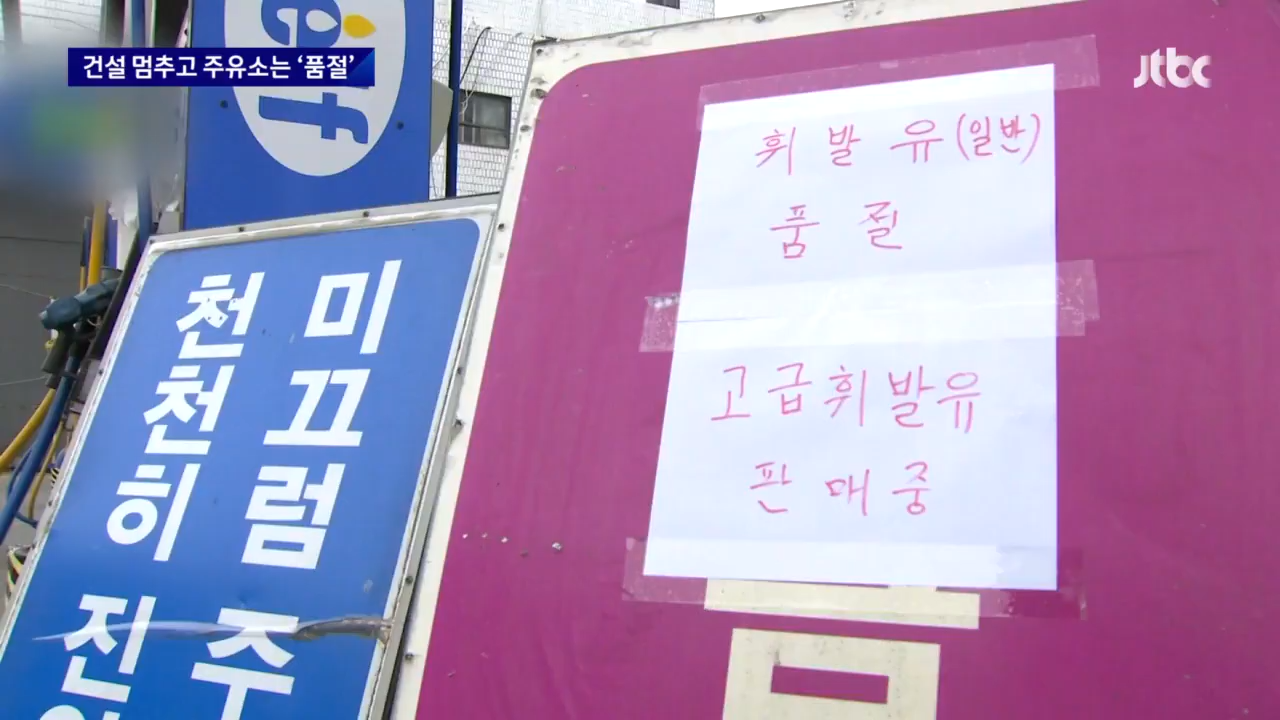 건설 멈추고 주유소는 ‘품절’
jtbc
elf
휘발유(일반)
품절
고급휘발유
판매중
미끄럼 주
천천히 진